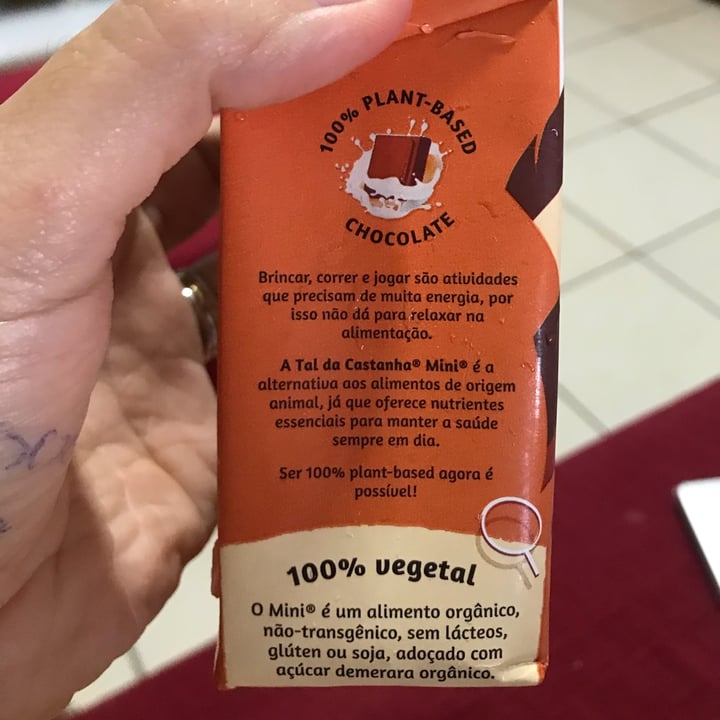 100% PLANT-BASED
CHOCOLATE
Brincar, correr e jogar são atividades
que precisam de muita energia, por
isso não dá para relaxar na
alimentação.
A Tal da Castanha® Mini® é a
alternativa aos alimentos de origem
animal, já que oferece nutrientes
essenciais para manter a saúde
sempre em dia.
Ser 100% plant-based agora é
possível!
100% vegetal
O Mini® é um alimento orgânico,
não-transgênico, sem lácteos,
glúten ou soja, adoçado com
açúcar demerara orgânico.